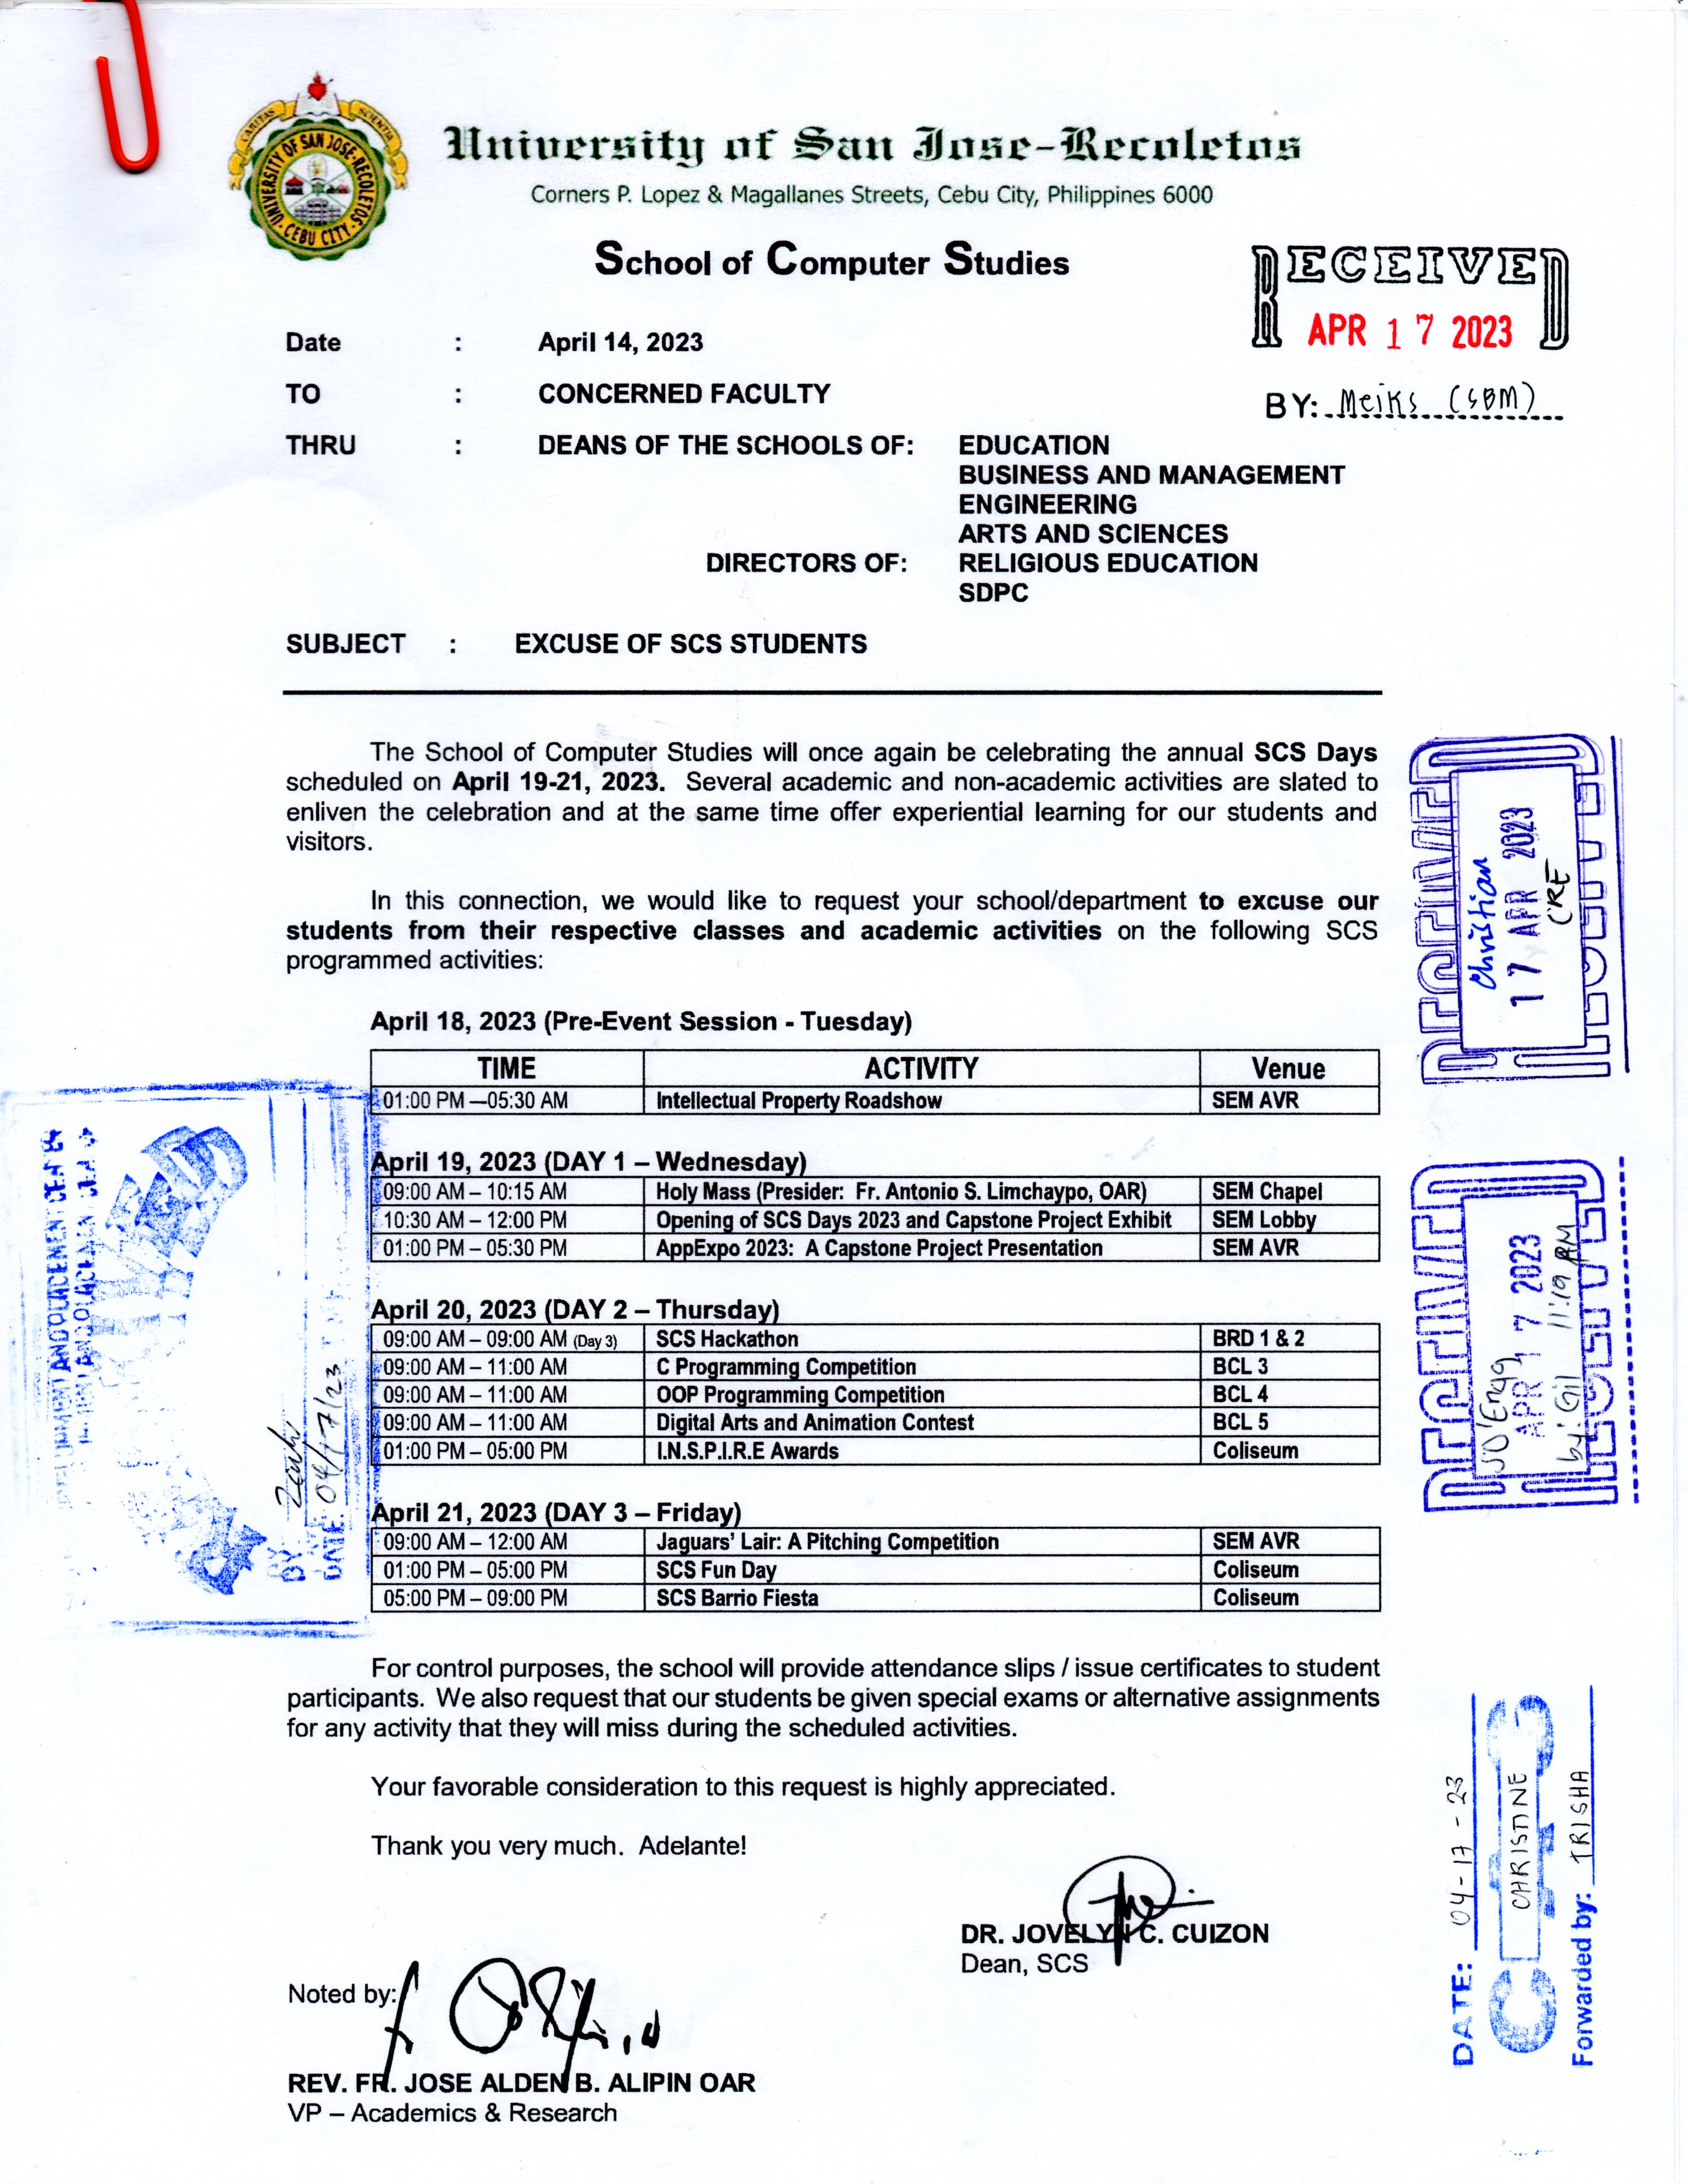 CARITAS SCIENTIA
UNIVERSITY OF SAN JOSE-RECOLETOS
CEBU CITY
University of San Jose-Recoletos
Corners P. Lopez & Magallanes Streets, Cebu City, Philippines 6000
School of Computer Studies
RECEIVED
APR 17 2023
BY: Meiks (SBM)
Date : April 14, 2023
TO : CONCERNED FACULTY
THRU : DEANS OF THE SCHOOLS OF: EDUCATION
BUSINESS AND MANAGEMENT
ENGINEERING
ARTS AND SCIENCES
DIRECTORS OF: RELIGIOUS EDUCATION
SDPC
SUBJECT : EXCUSE OF SCS STUDENTS
The School of Computer Studies will once again be celebrating the annual SCS Days
scheduled on April 19-21, 2023. Several academic and non-academic activities are slated to
enliven the celebration and at the same time offer experiential learning for our students and
visitors.
In this connection, we would like to request your school/department to excuse our
students from their respective classes and academic activities on the following SCS
programmed activities:
April 18, 2023 (Pre-Event Session - Tuesday)
TIME ACTIVITY Venue
01:00 PM –05:30 AM Intellectual Property Roadshow SEM AVR
April 19, 2023 (DAY 1 – Wednesday)
09:00 AM – 10:15 AM Holy Mass (Presider: Fr. Antonio S. Limchaypo, OAR) SEM Chapel
10:30 AM – 12:00 PM Opening of SCS Days 2023 and Capstone Project Exhibit SEM Lobby
01:00 PM – 05:30 PM AppExpo 2023: A Capstone Project Presentation SEM AVR
April 20, 2023 (DAY 2 – Thursday)
09:00 AM – 09:00 AM (Day 3) SCS Hackathon BRD 1 & 2
09:00 AM – 11:00 AM C Programming Competition BCL 3
09:00 AM – 11:00 AM OOP Programming Competition BCL 4
09:00 AM – 11:00 AM Digital Arts and Animation Contest BCL 5
01:00 PM – 05:00 PM I.N.S.P.I.R.E Awards Coliseum
April 21, 2023 (DAY 3 – Friday)
09:00 AM – 12:00 AM Jaguars' Lair: A Pitching Competition SEM AVR
01:00 PM – 05:00 PM SCS Fun Day Coliseum
05:00 PM – 09:00 PM SCS Barrio Fiesta Coliseum
For control purposes, the school will provide attendance slips / issue certificates to student
participants. We also request that our students be given special exams or alternative assignments
for any activity that they will miss during the scheduled activities.
Your favorable consideration to this request is highly appreciated.
Thank you very much. Adelante!
DR. JOVELYN C. CUIZON
Dean, SCS
Noted by:
REV. FR. JOSE ALDEN B. ALIPIN OAR
VP – Academics & Research
RECEIVED
Christian
17 APR 2023
CRE
RECEIVED
APR 17 2023
by: Gil 11:19 AM
DATE: 04-17-23
CHRISTINE
Forwarded by: TRISHA
BY:
DATE: 04/17/23